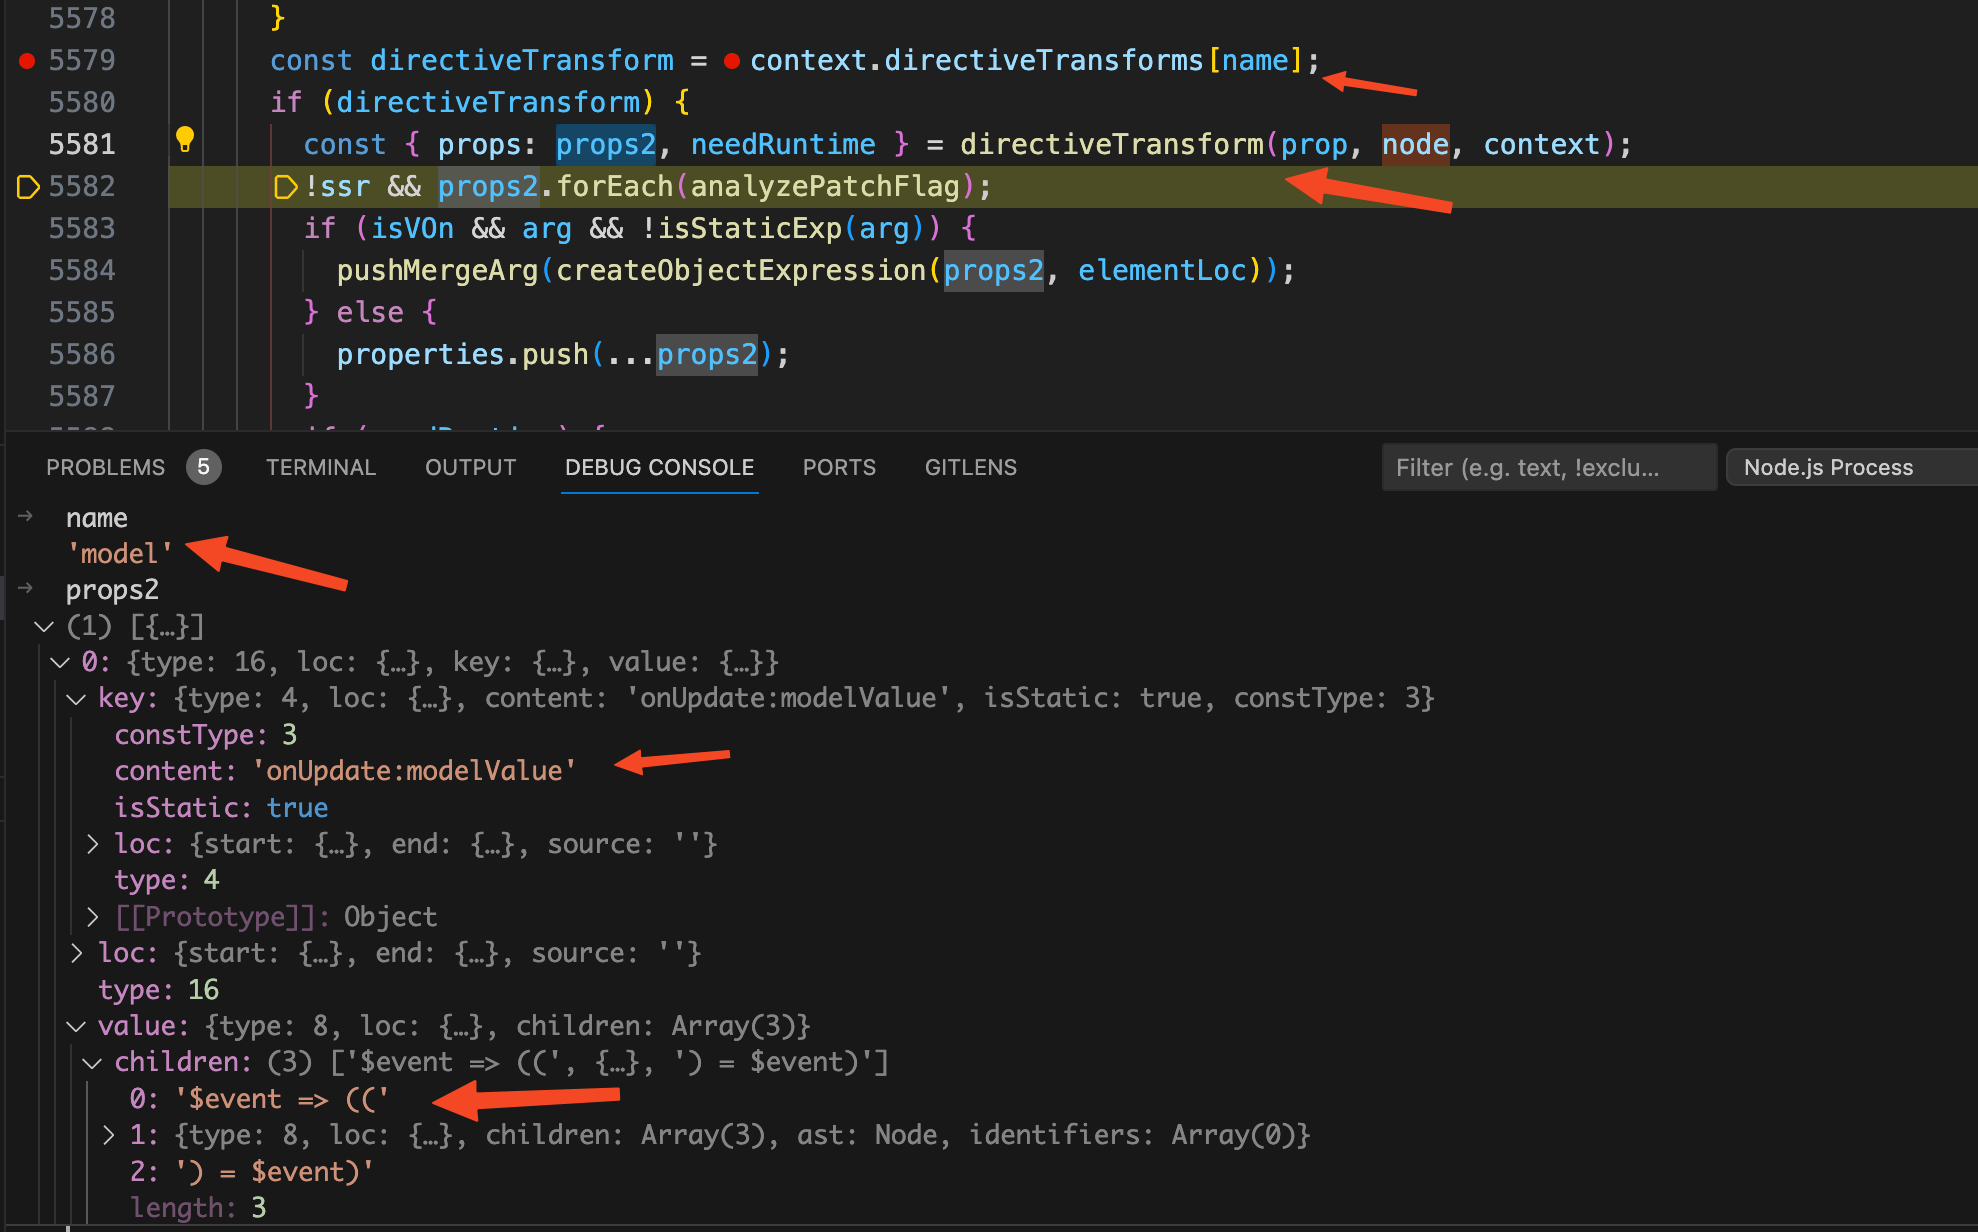 5578 }
5579 const directiveTransform = context.directiveTransforms[name];
5580 if (directiveTransform) {
5581 const { props: props2, needRuntime } = directiveTransform(prop, node, context);
5582 !ssr && props2.forEach(analyzePatchFlag);
5583 if (isVOn && arg && !isStaticExp(arg)) {
5584 pushMergeArg(createObjectExpression(props2, elementLoc));
5585 } else {
5586 properties.push(...props2);
5587 }
PROBLEMS 5 TERMINAL OUTPUT DEBUG CONSOLE PORTS GITLENS Filter (e.g. text, !exclu... Node.js Process
name
'model'
props2
(1) [{…}]
0: {type: 16, loc: {…}, key: {…}, value: {…}}
key: {type: 4, loc: {…}, content: 'onUpdate:modelValue', isStatic: true, constType: 3}
constType: 3
content: 'onUpdate:modelValue'
isStatic: true
loc: {start: {…}, end: {…}, source: ''}
type: 4
[[Prototype]]: Object
loc: {start: {…}, end: {…}, source: ''}
type: 16
value: {type: 8, loc: {…}, children: Array(3)}
children: (3) ['$event => ((', {…}, ') = $event)']
0: '$event => (('
1: {type: 8, loc: {…}, children: Array(3), ast: Node, identifiers: Array(0)}
2: ') = $event)'
length: 3